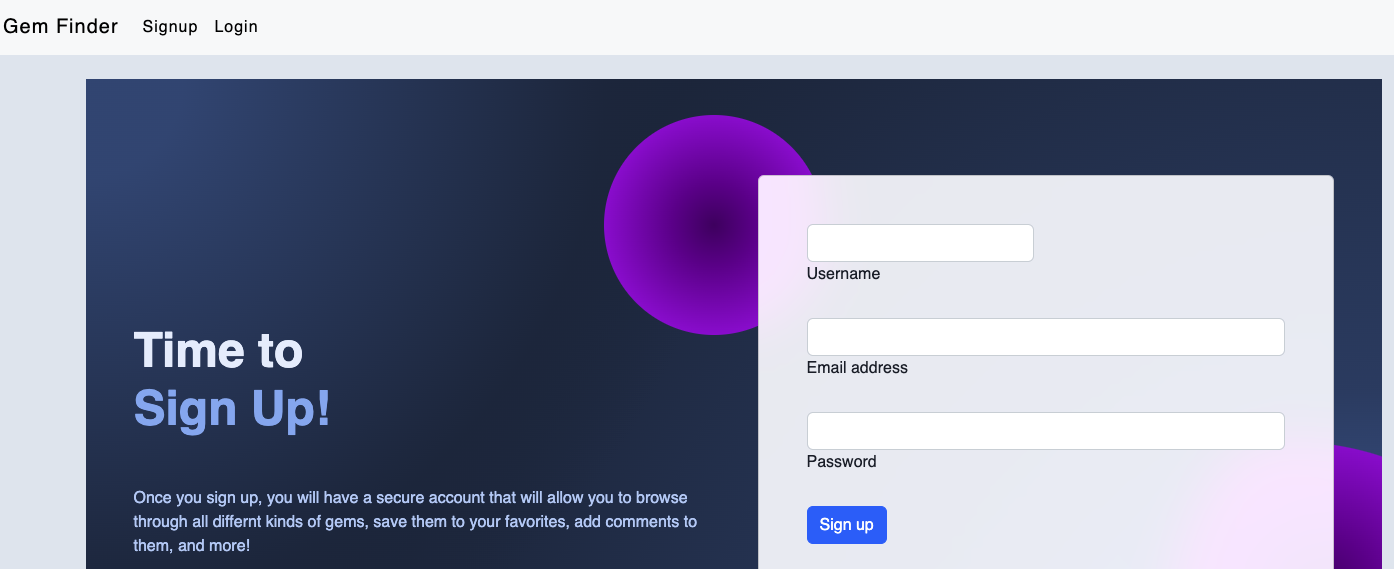 Gem Finder Signup Login
Time to
Sign Up!
Once you sign up, you will have a secure account that will allow you to browse
through all differnt kinds of gems, save them to your favorites, add comments to
them, and more!
Username
Email address
Password
Sign up